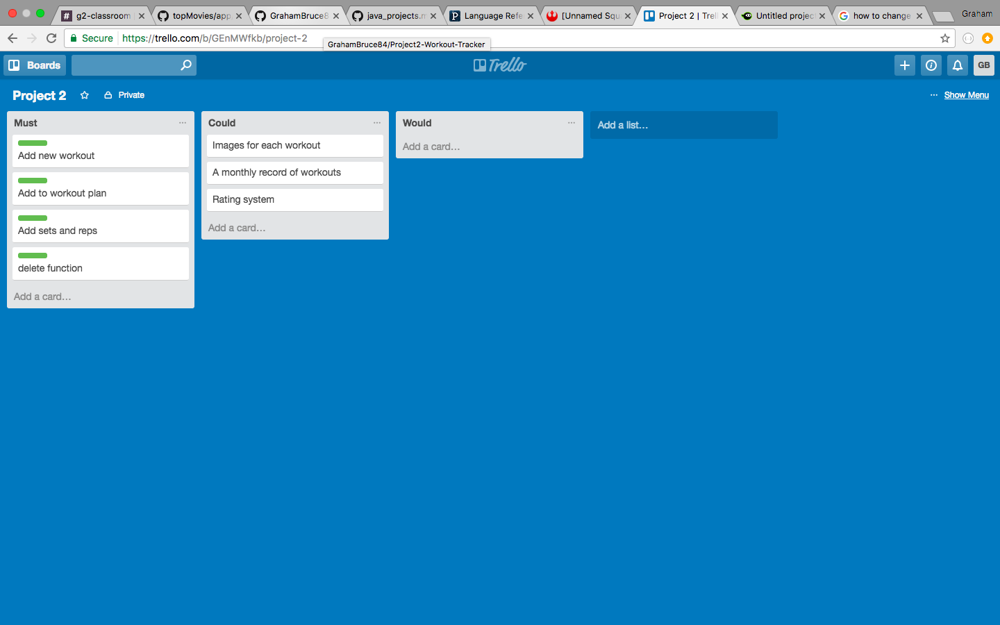 g2-classroom
topMovies/app
GrahamBruce8
java_projects.m
Language Refe
[Unnamed Squ
Project 2 | Trell
Untitled project
how to change
Graham
Secure
https://trello.com/b/GEnMWfkb/project-2
GrahamBruce84/Project2-Workout-Tracker
Boards
Trello
GB
Project 2
Private
... Show Menu
Must ...
Add new workout
Add to workout plan
Add sets and reps
delete function
Add a card…
Could ...
Images for each workout
A monthly record of workouts
Rating system
Add a card…
Would ...
Add a card…
Add a list…